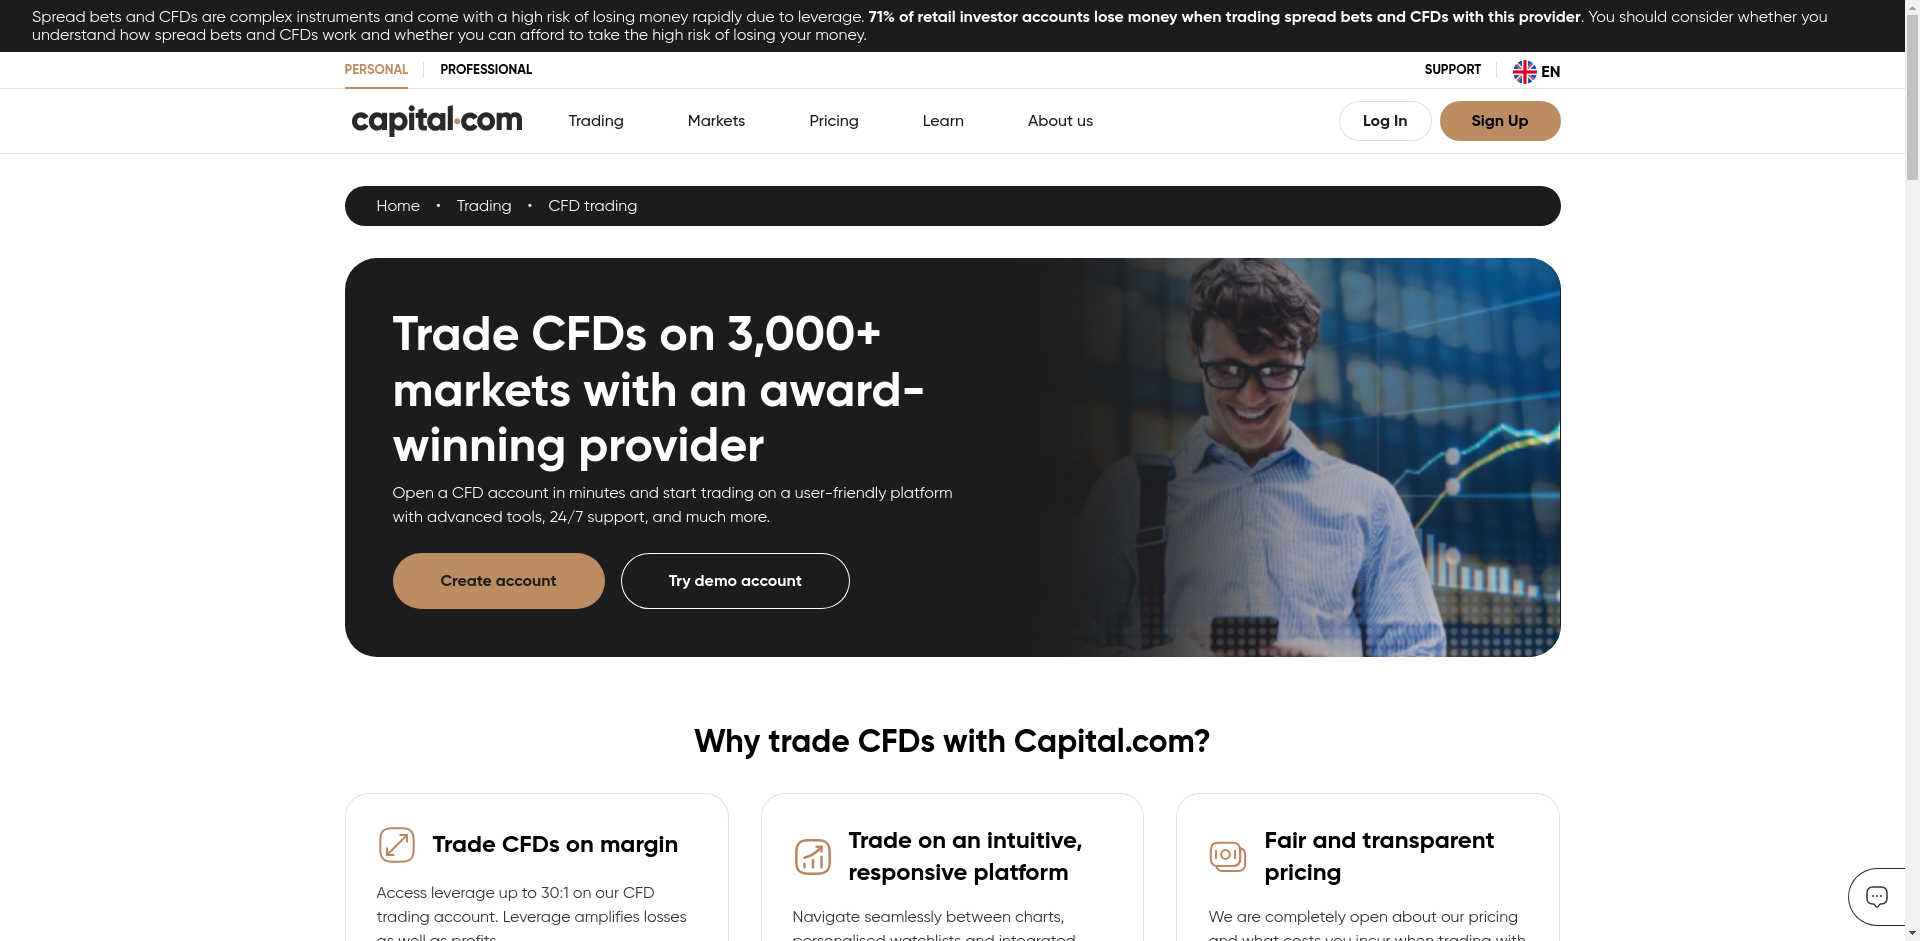 Spread bets and CFDs are complex instruments and come with a high risk of losing money rapidly due to leverage. 71% of retail investor accounts lose money when trading spread bets and CFDs with this provider. You should consider whether you
understand how spread bets and CFDs work and whether you can afford to take the high risk of losing your money.
PERSONAL PROFESSIONAL SUPPORT EN
capital.com Trading Markets Pricing Learn About us Log In Sign Up
Home • Trading • CFD trading
Trade CFDs on 3,000+
markets with an award-
winning provider
Open a CFD account in minutes and start trading on a user-friendly platform
with advanced tools, 24/7 support, and much more.
Create account Try demo account
Why trade CFDs with Capital.com?
Trade CFDs on margin
Access leverage up to 30:1 on our CFD
trading account. Leverage amplifies losses
as well as profits.
Trade on an intuitive,
responsive platform
Navigate seamlessly between charts,
personalised watchlists and integrated
Fair and transparent
pricing
We are completely open about our pricing
and what costs you incur when trading with